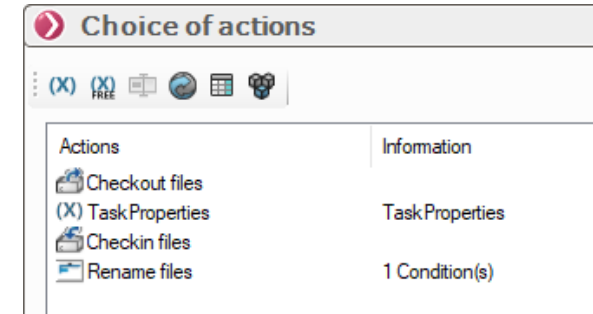 Choice of actions
(X) (X) FREE
Actions Information
Checkout files
(X) TaskProperties TaskProperties
Checkin files
Rename files 1 Condition(s)